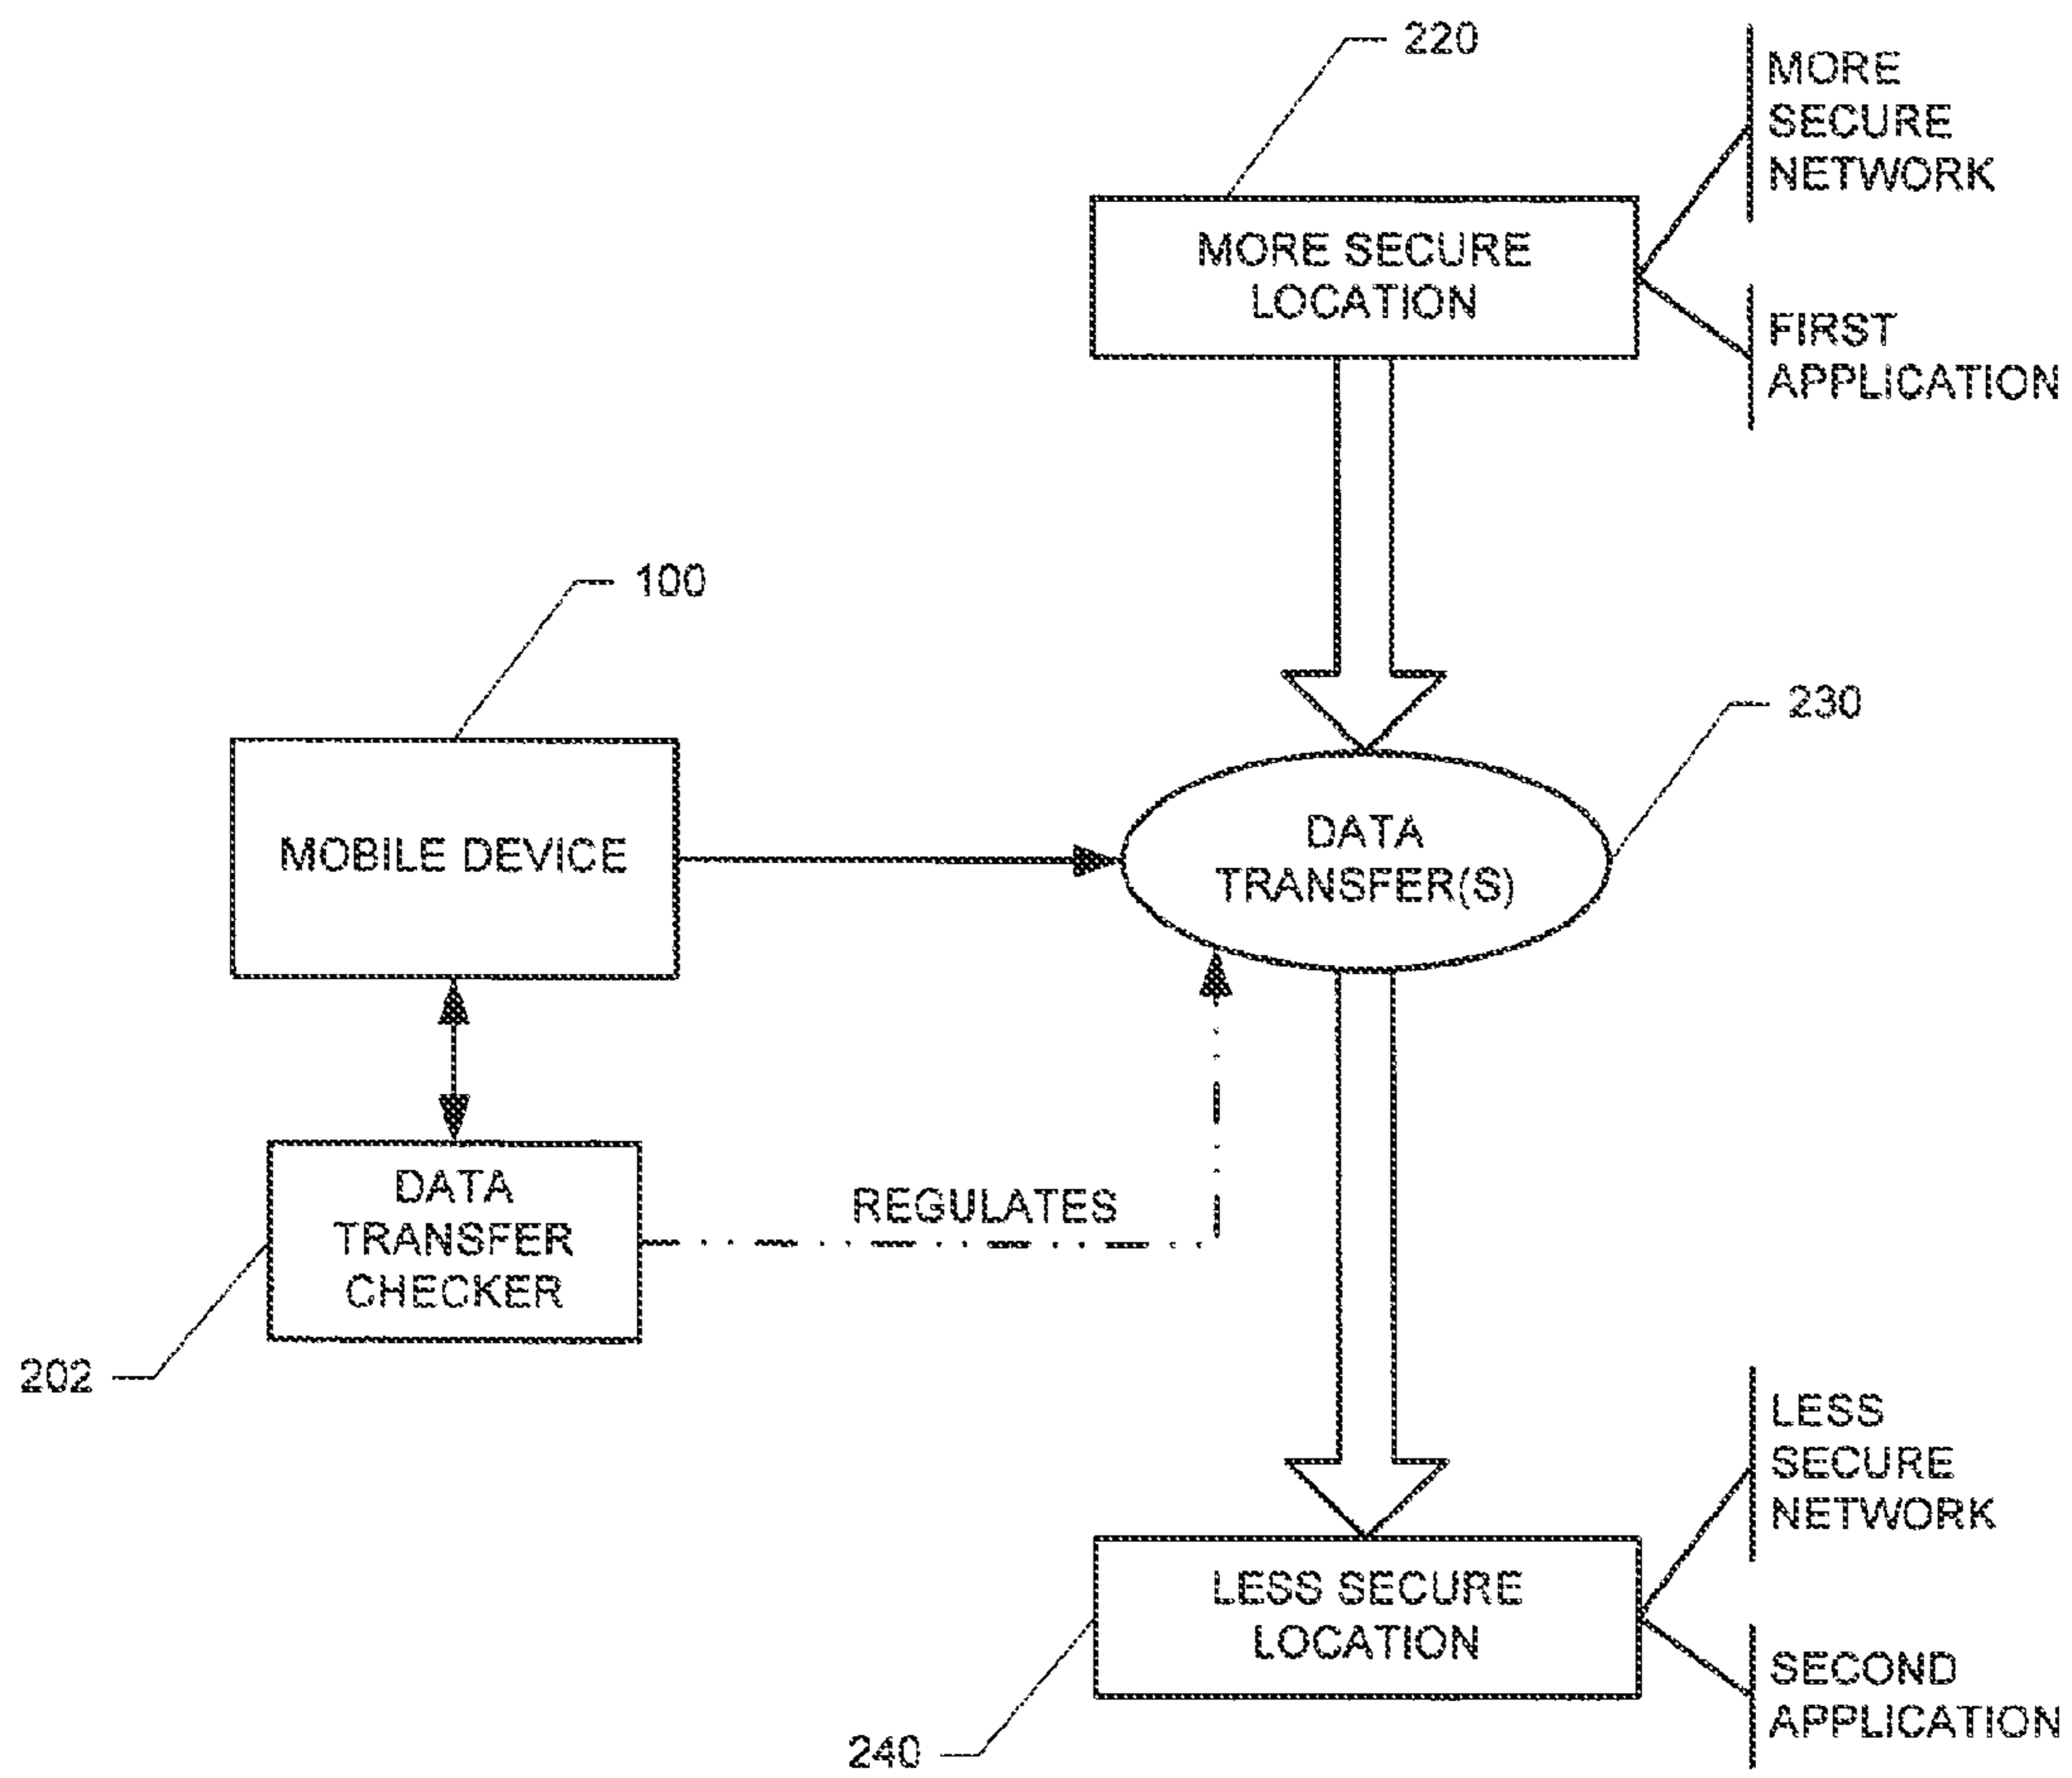 220
MORE
SECURE
NETWORK
MORE SECURE
LOCATION
FIRST
APPLICATION
100
230
MOBILE DEVICE
DATA
TRANSFER(S)
DATA
TRANSFER
CHECKER
REGULATES
202
LESS
SECURE
NETWORK
LESS SECURE
LOCATION
SECOND
APPLICATION
240